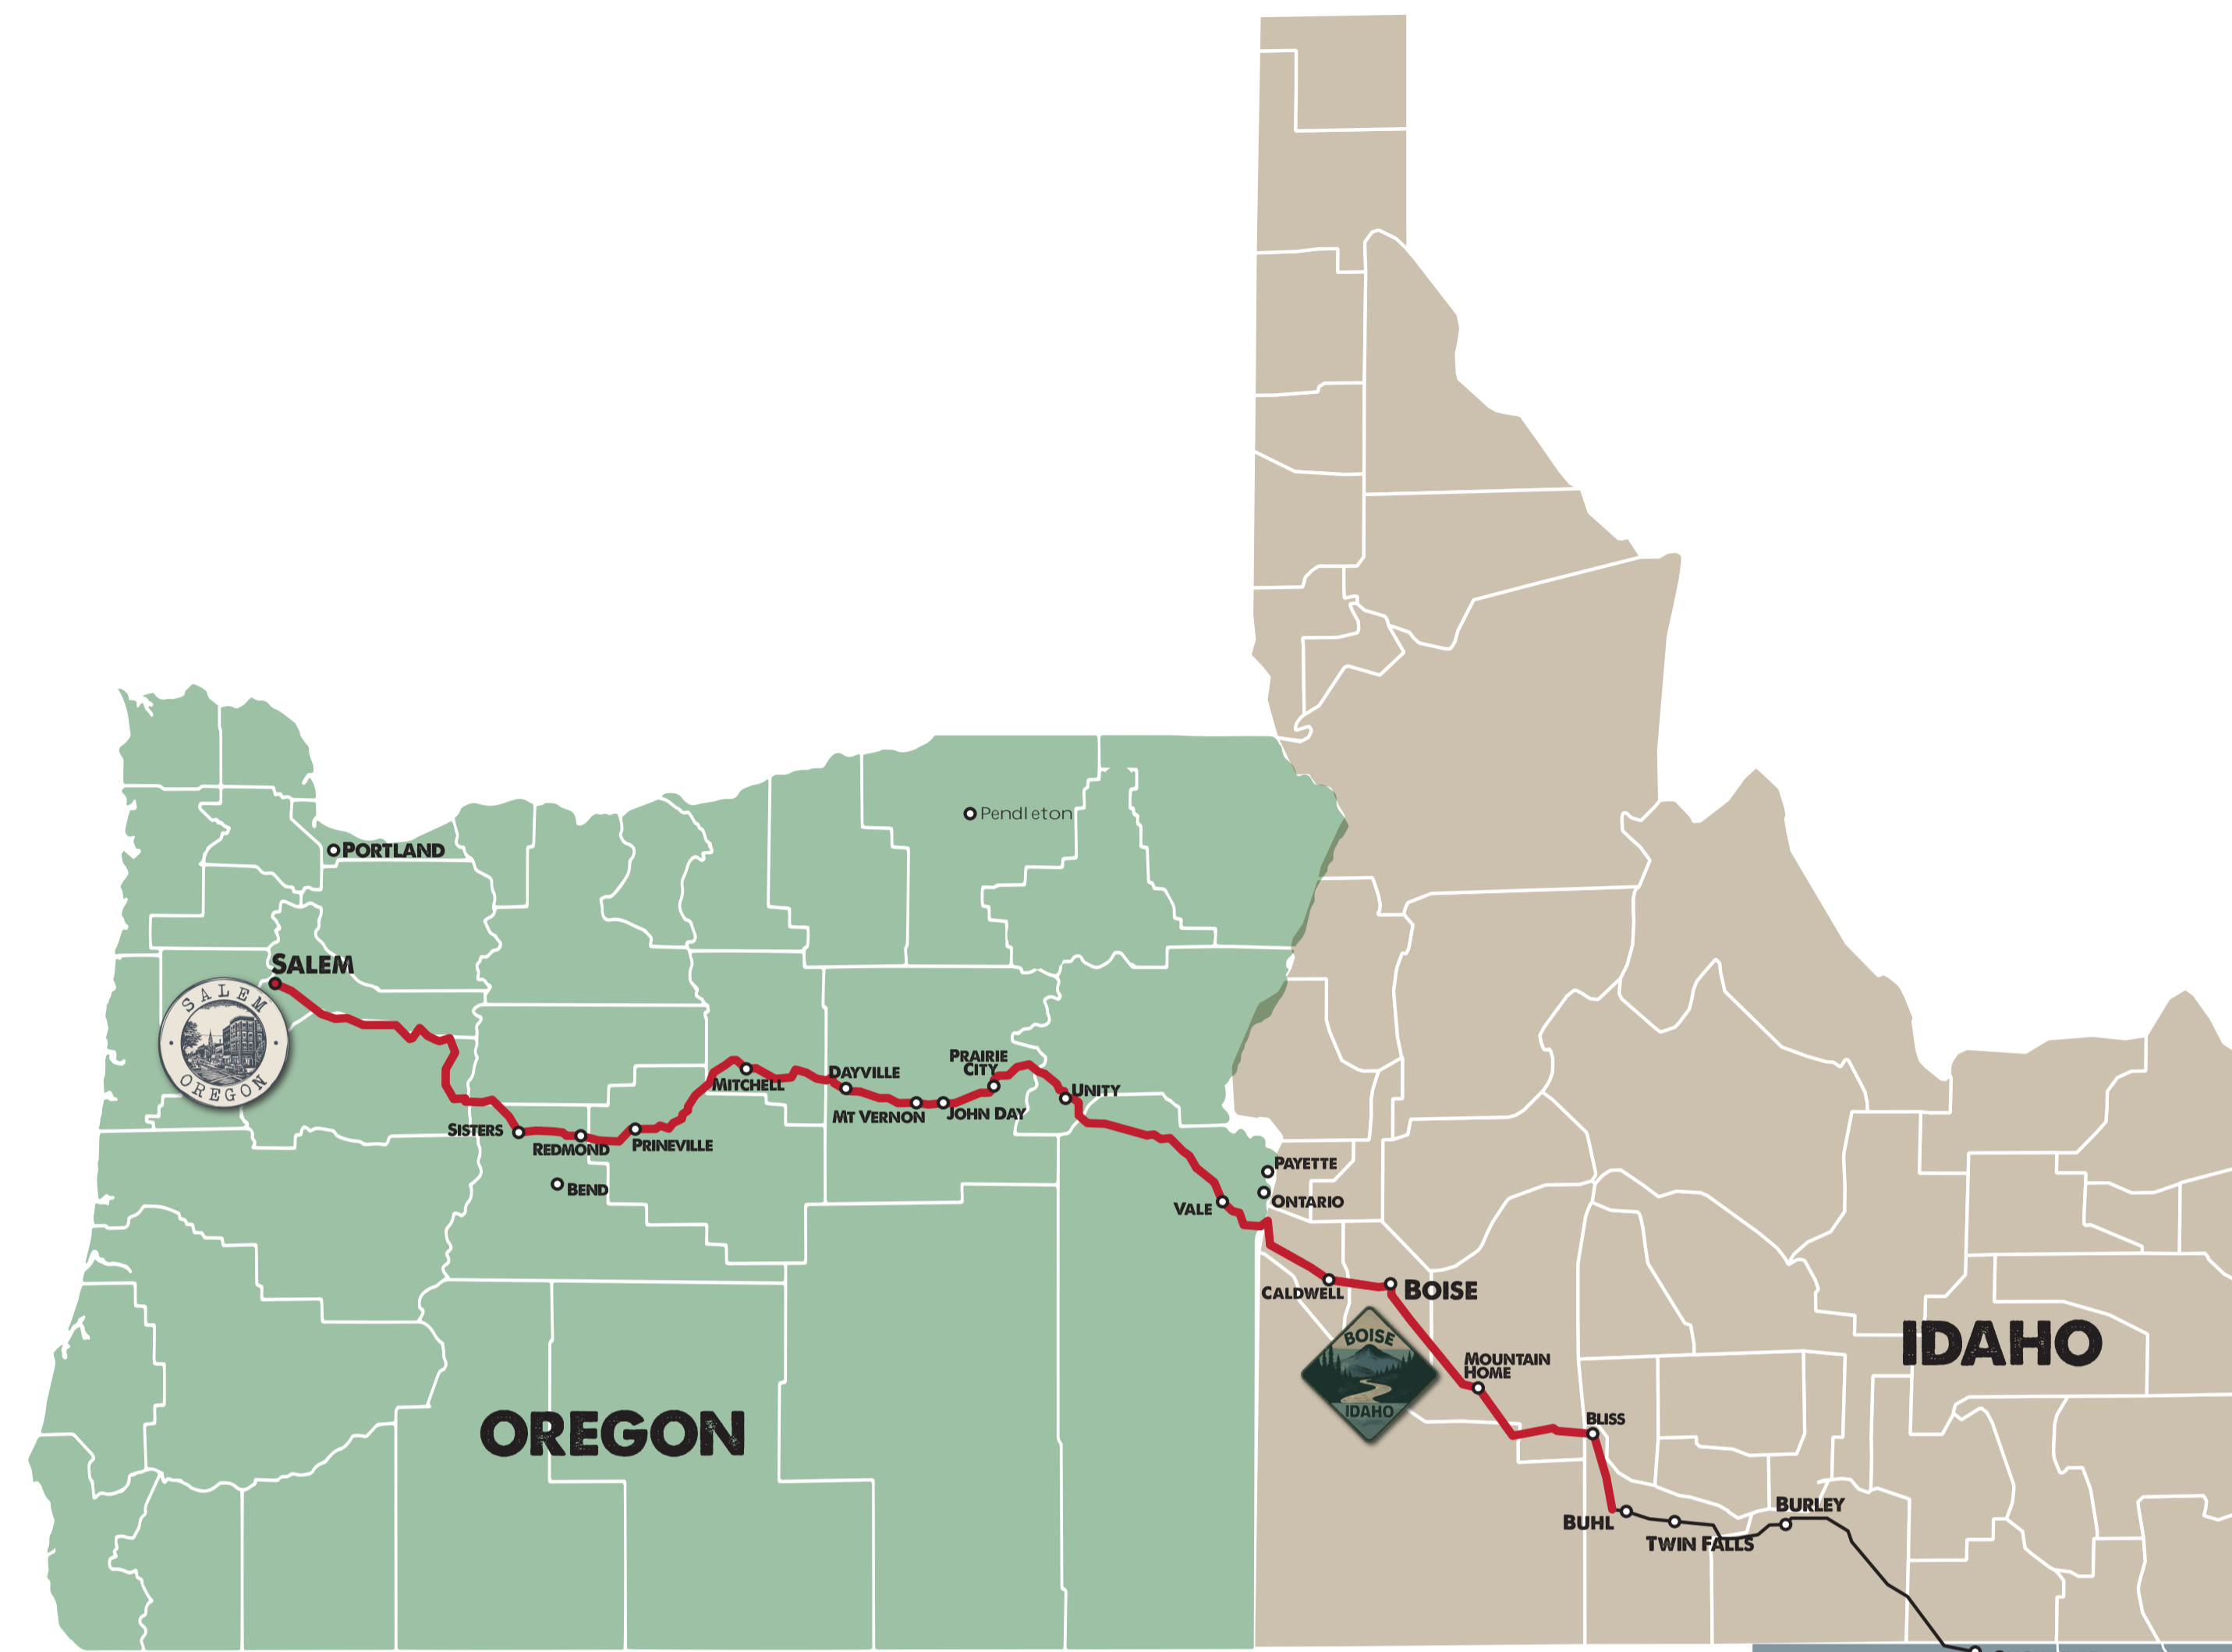 Pendleton
PORTLAND
SALEM
SALEM
OREGON
PRAIRIE
CITY
MITCHELL
DAYVILLE
UNITY
MT VERNON
JOHN DAY
SISTERS
REDMOND
PRINEVILLE
BEND
PAYETTE
ONTARIO
VALE
CALDWELL
BOISE
BOISE
IDAHO
IDAHO
MOUNTAIN
HOME
OREGON
BLISS
BUHL
TWIN FALLS
BURLEY